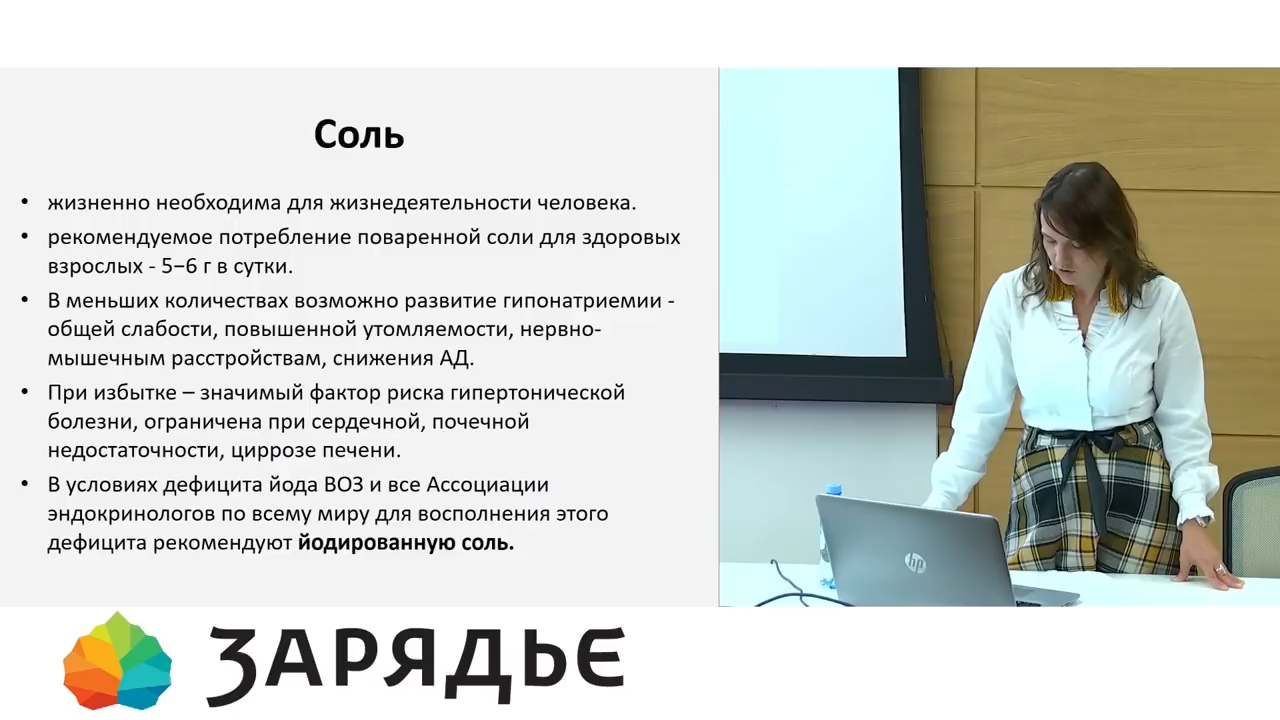 Соль
• жизненно необходима для жизнедеятельности человека.
• рекомендуемое потребление поваренной соли для здоровых
взрослых - 5–6 г в сутки.
• В меньших количествах возможно развитие гипонатриемии -
общей слабости, повышенной утомляемости, нервно-
мышечным расстройствам, снижения АД.
• При избытке – значимый фактор риска гипертонической
болезни, ограничена при сердечной, почечной
недостаточности, циррозе печени.
• В условиях дефицита йода ВОЗ и все Ассоциации
эндокринологов по всему миру для восполнения этого
дефицита рекомендуют йодированную соль.
hp
ЗАРЯДЬЕ